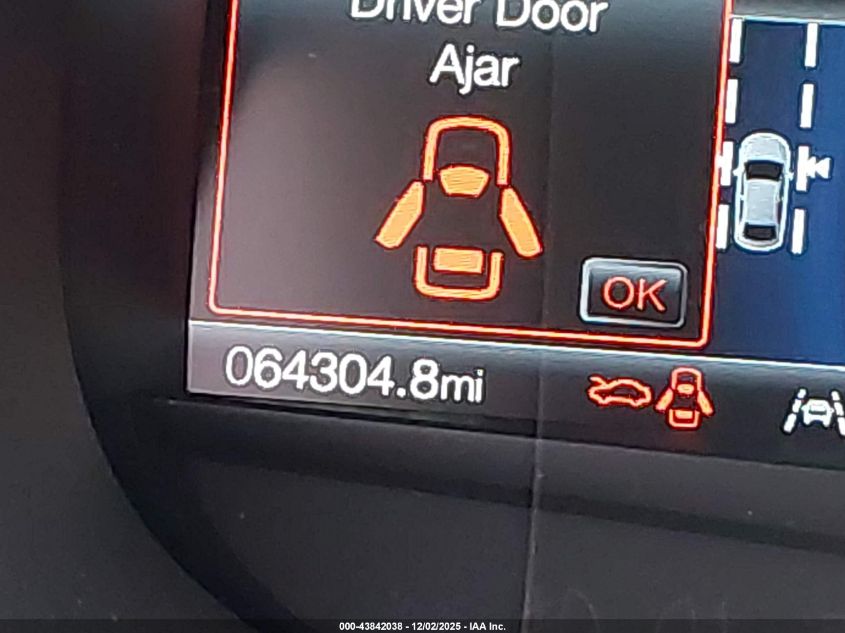 Driver Door
Ajar
OK
064304.8mi
000-43842038 - 12/02/2025 - IAA Inc.